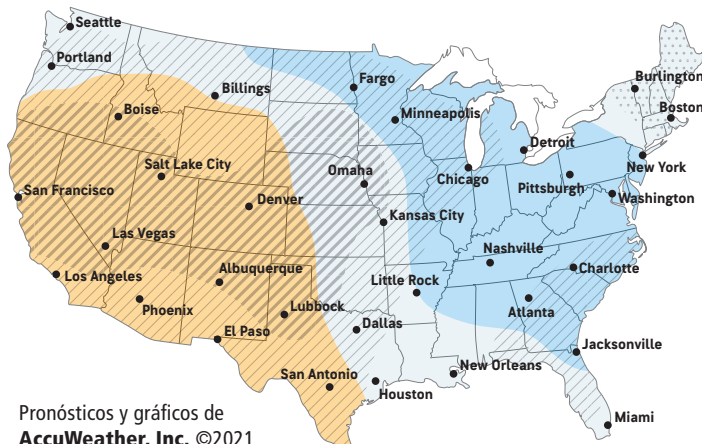 Seattle
Portland
Billings
Fargo
Burlington
Boise
Minneapolis
Boston
Detroit
Salt Lake City
Omaha
Chicago
New York
Pittsburgh
San Francisco
Denver
Kansas City
Washington
Las Vegas
Nashville
Los Angeles
Albuquerque
Little Rock
Charlotte
Phoenix
Lubbock
Atlanta
El Paso
Dallas
Jacksonville
San Antonio
New Orleans
Houston
Miami
Pronósticos y gráficos de
AccuWeather, Inc. ©2021